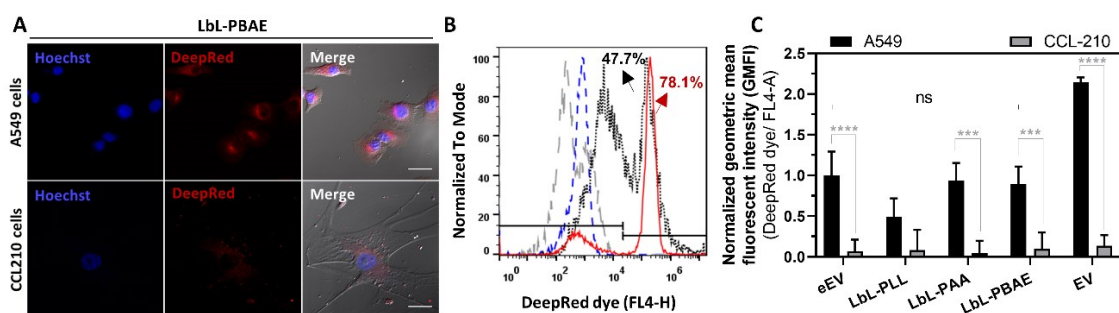 A
LbL-PBAE
Hoechst
DeepRed
Merge
A549 cells
Hoechst
DeepRed
Merge
CCL210 cells
B
Normalized To Mode
100
80
60
40
20
0
47.7%
78.1%
10^0
10^2
10^4
10^6
DeepRed dye (FL4-H)
C
A549
CCL-210
Normalized geometric mean
fluorescent intensity (GMFI)
(DeepRed dye/ FL4-A)
2.5
2.0
1.5
1.0
0.5
0.0
****
ns
***
***
****
eEV
LbL-PLL
LbL-PAA
LbL-PBAE
EV